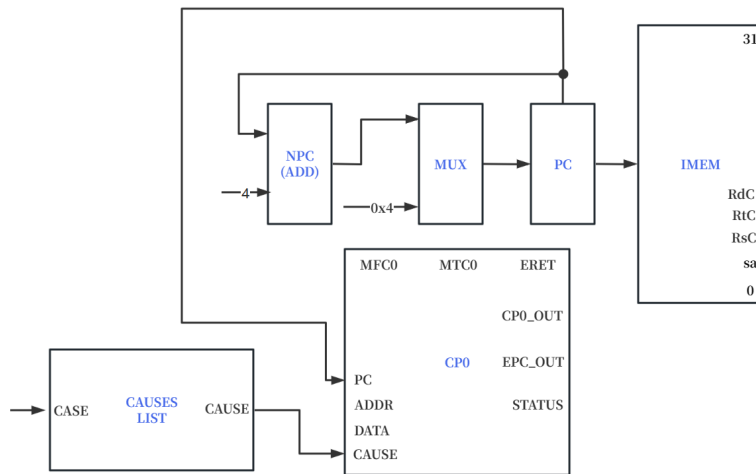 31
NPC
(ADD)
MUX
PC
IMEM
4
0x4
RdC
RtC
RsC
sa
0
MFC0
MTC0
ERET
CP0_OUT
CP0
EPC_OUT
PC
ADDR
STATUS
DATA
CAUSE
CASE
CAUSES
LIST
CAUSE